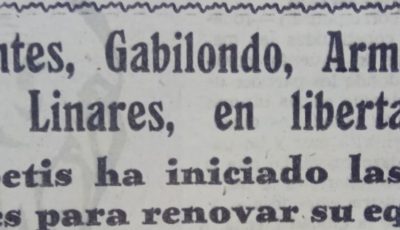 ntes, Gabilondo, Arm
Linares, en liberta
etis ha iniciado las
es para renovar su eq